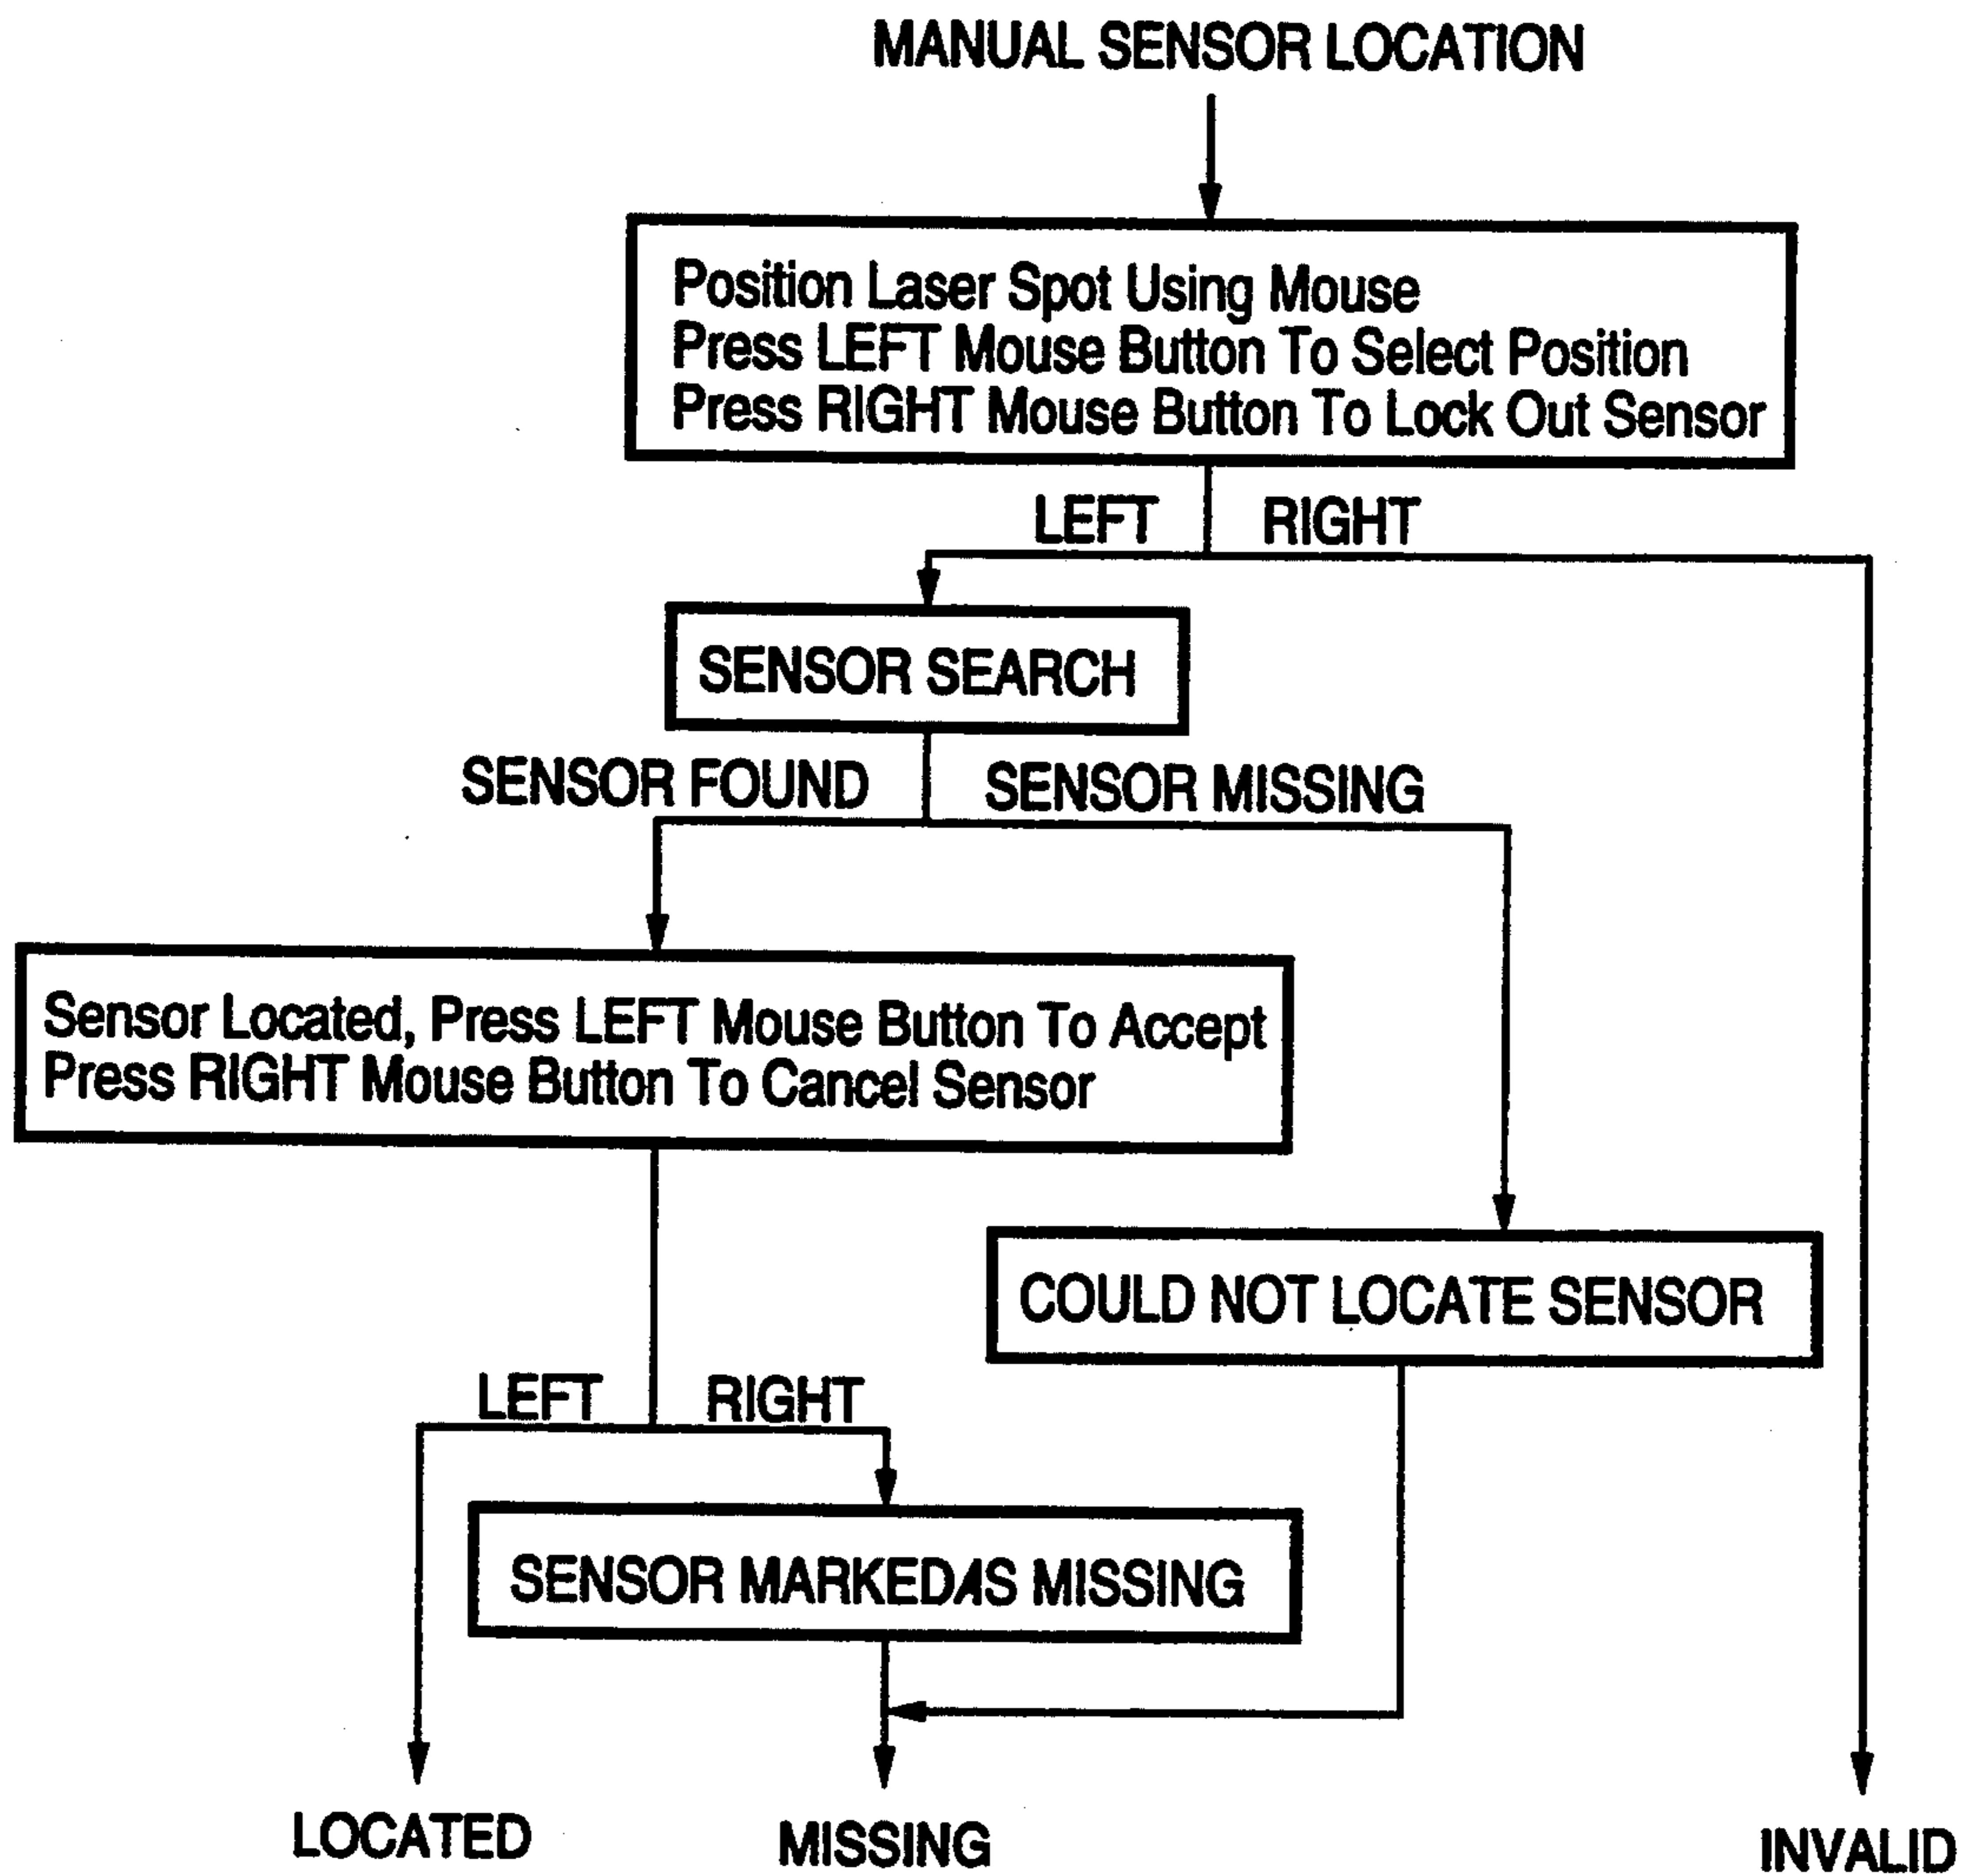 MANUAL SENSOR LOCATION
Position Laser Spot Using Mouse
Press LEFT Mouse Button To Select Position
Press RIGHT Mouse Button To Lock Out Sensor
LEFT RIGHT
SENSOR SEARCH
SENSOR FOUND SENSOR MISSING
Sensor Located, Press LEFT Mouse Button To Accept
Press RIGHT Mouse Button To Cancel Sensor
COULD NOT LOCATE SENSOR
LEFT RIGHT
SENSOR MARKEDAS MISSING
LOCATED MISSING INVALID